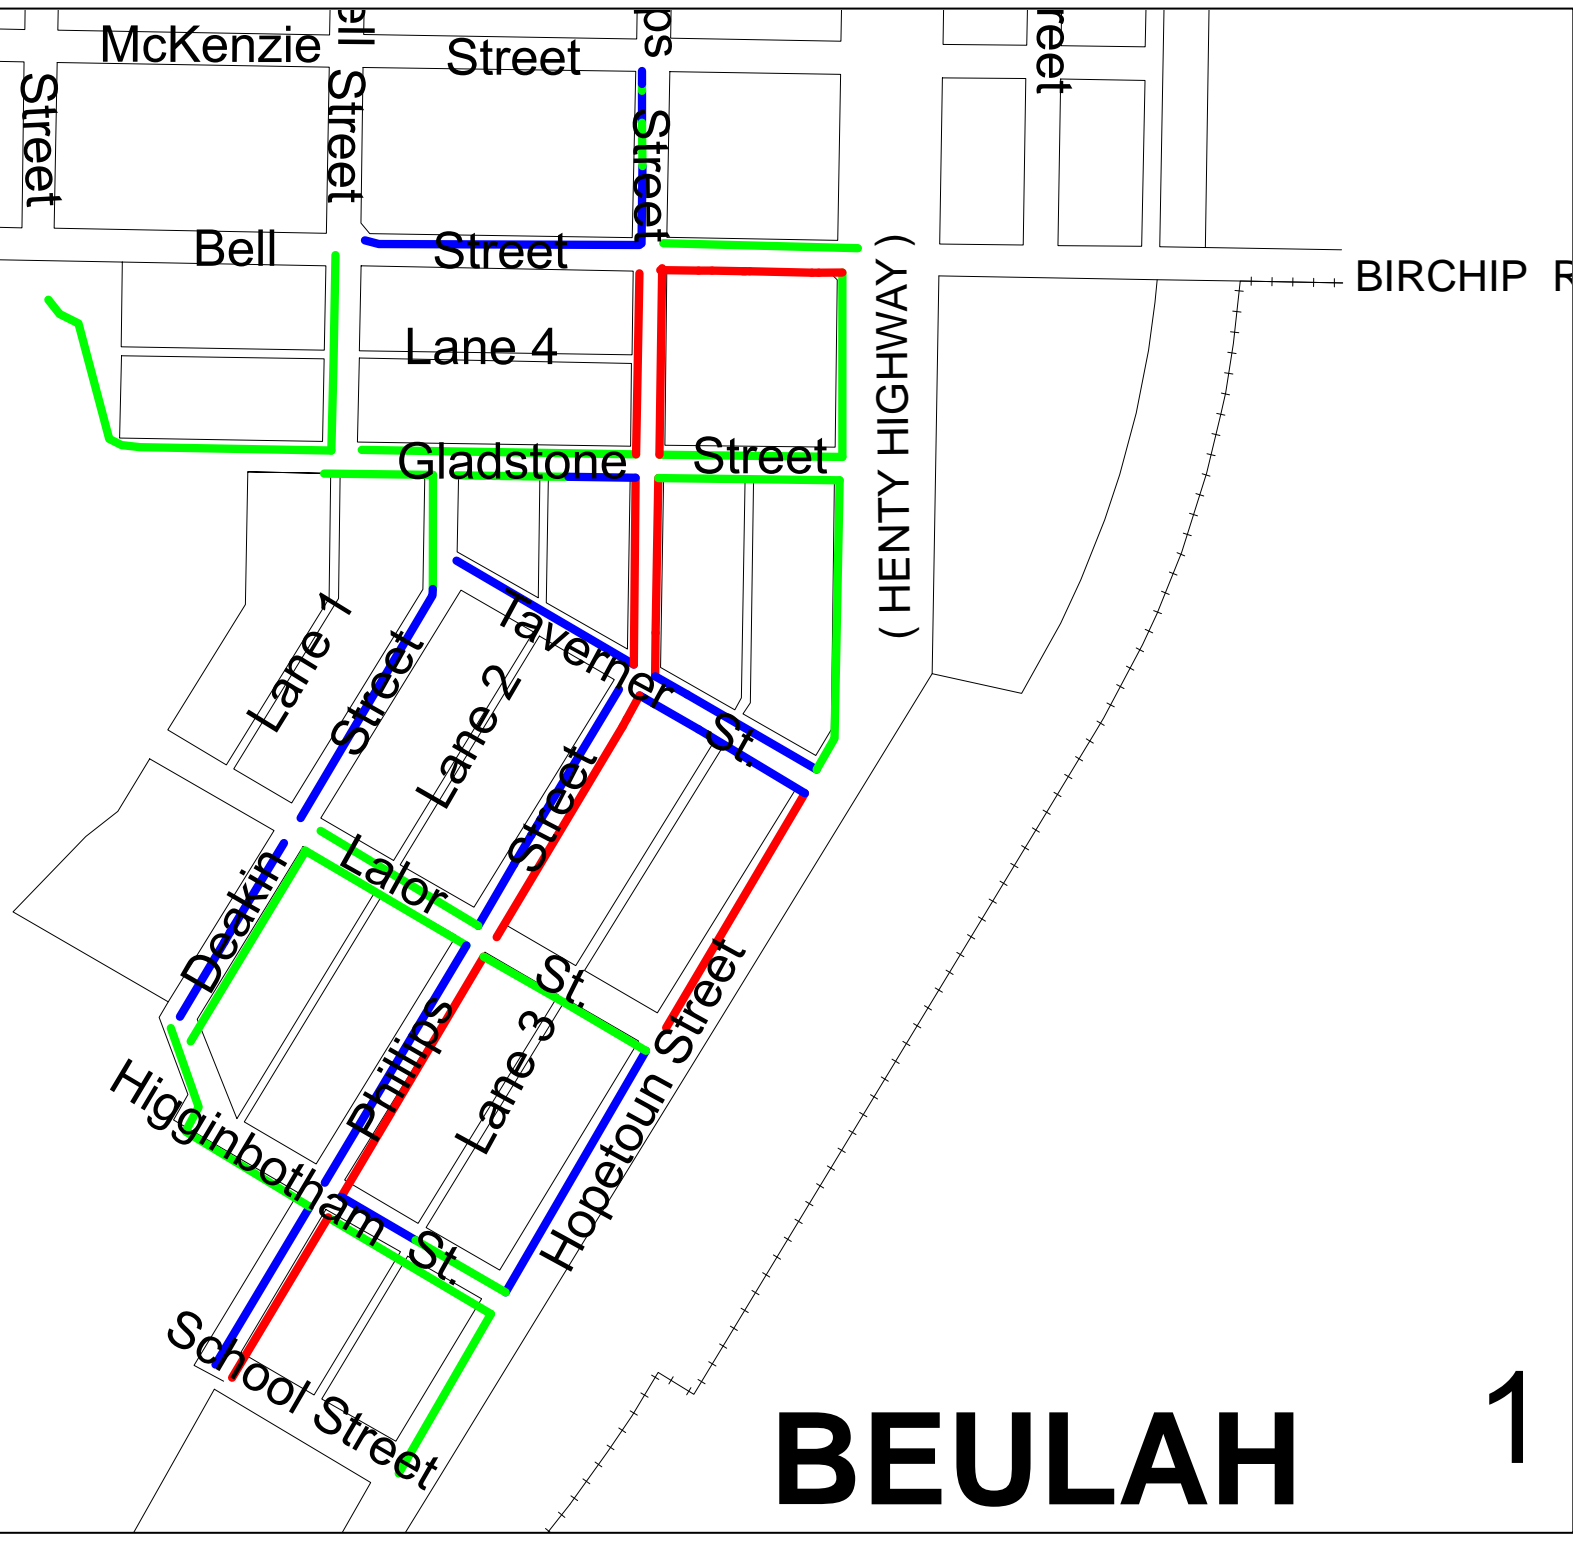 McKenzie Street
Street
Street
Street
Bell Street
BIRCHIP
Lane 4
( HENTY HIGHWAY )
Gladstone Street
Taverner St.
Lane 1
Street
Lane 2
Street
Lalor St.
Deakin
Phillips
Lane 3
Hopetoun Street
Higginbotham St.
School Street
BEULAH
1